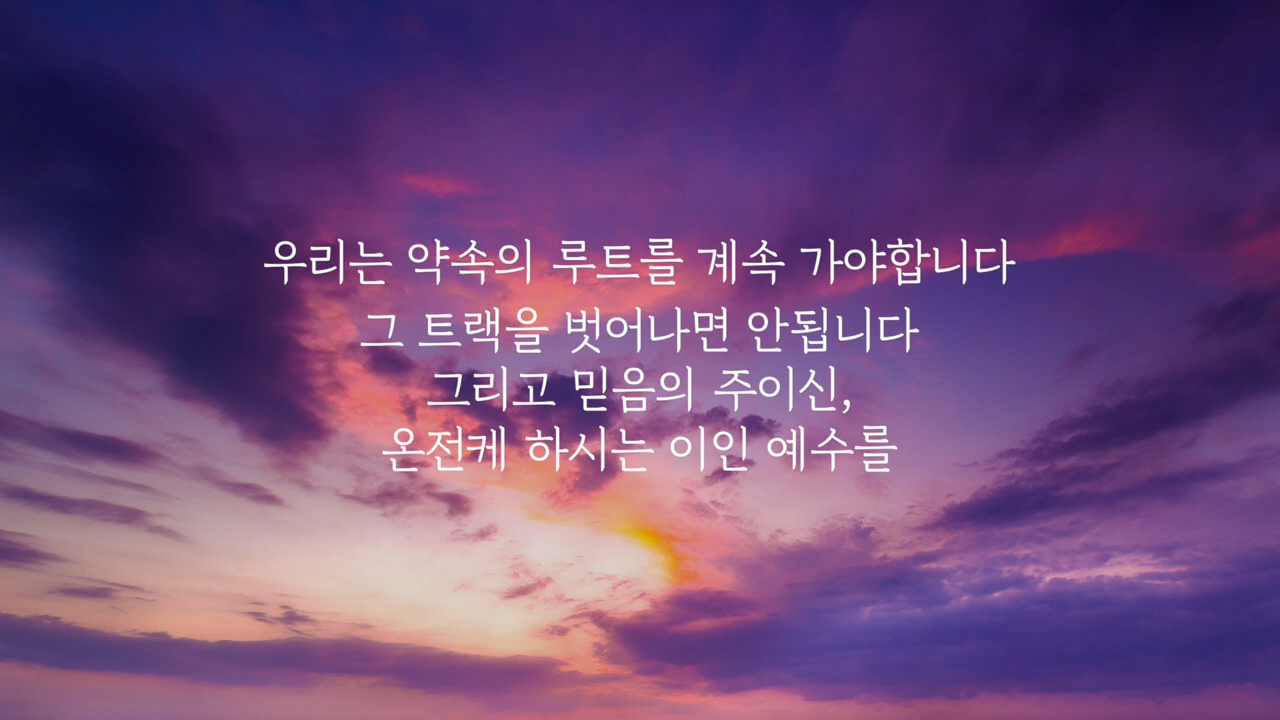 우리는 약속의 루트를 계속 가야합니다
그 트랙을 벗어나면 안됩니다
그리고 믿음의 주이신,
온전케 하시는 이인 예수를